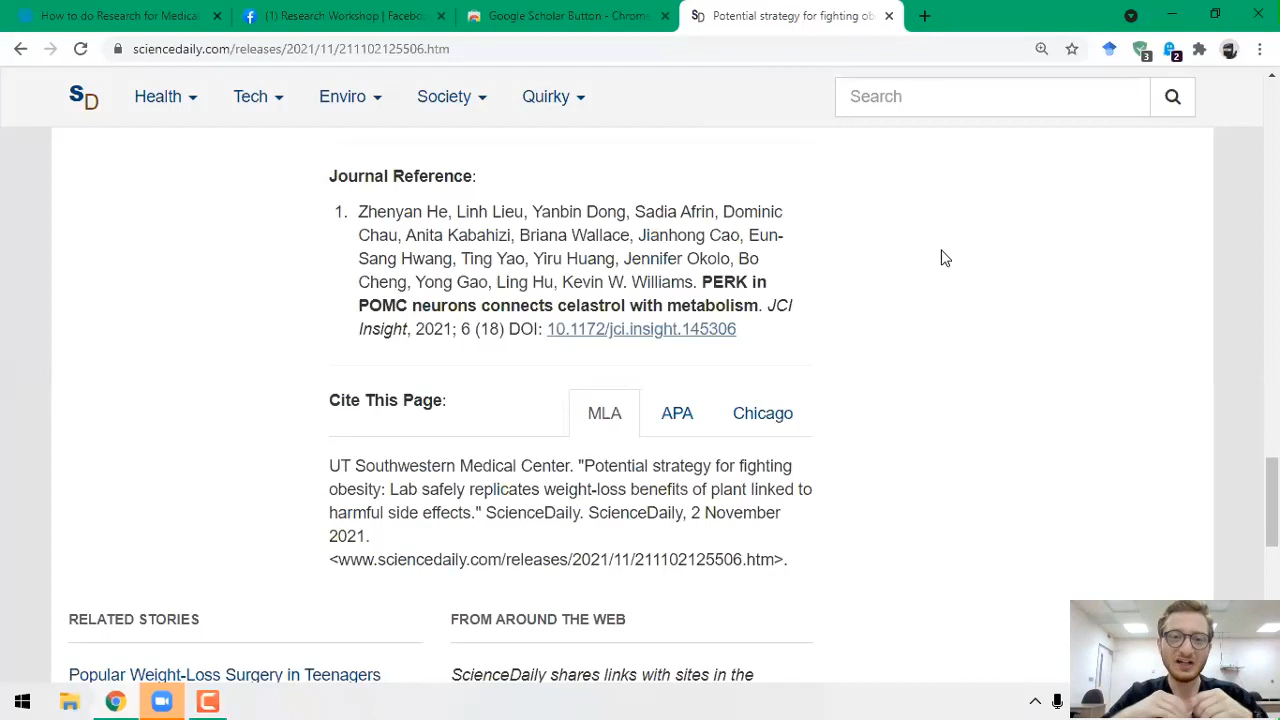 How to do Research for Medical
(1) Research Workshop | Facebo
Google Scholar Button - Chrome
SD Potential strategy for fighting ob
sciencedaily.com/releases/2021/11/211102125506.htm
3
2
SD
Health
Tech
Enviro
Society
Quirky
Search
Journal Reference:
1. Zhenyan He, Linh Lieu, Yanbin Dong, Sadia Afrin, Dominic
Chau, Anita Kabahizi, Briana Wallace, Jianhong Cao, Eun-
Sang Hwang, Ting Yao, Yiru Huang, Jennifer Okolo, Bo
Cheng, Yong Gao, Ling Hu, Kevin W. Williams. PERK in
POMC neurons connects celastrol with metabolism. JCI
Insight, 2021; 6 (18) DOI: 10.1172/jci.insight.145306
Cite This Page:
MLA
APA
Chicago
UT Southwestern Medical Center. "Potential strategy for fighting
obesity: Lab safely replicates weight-loss benefits of plant linked to
harmful side effects." ScienceDaily. ScienceDaily, 2 November
2021.
<www.sciencedaily.com/releases/2021/11/211102125506.htm>.
RELATED STORIES
FROM AROUND THE WEB
Popular Weight-Loss Surgery in Teenagers
ScienceDaily shares links with sites in the